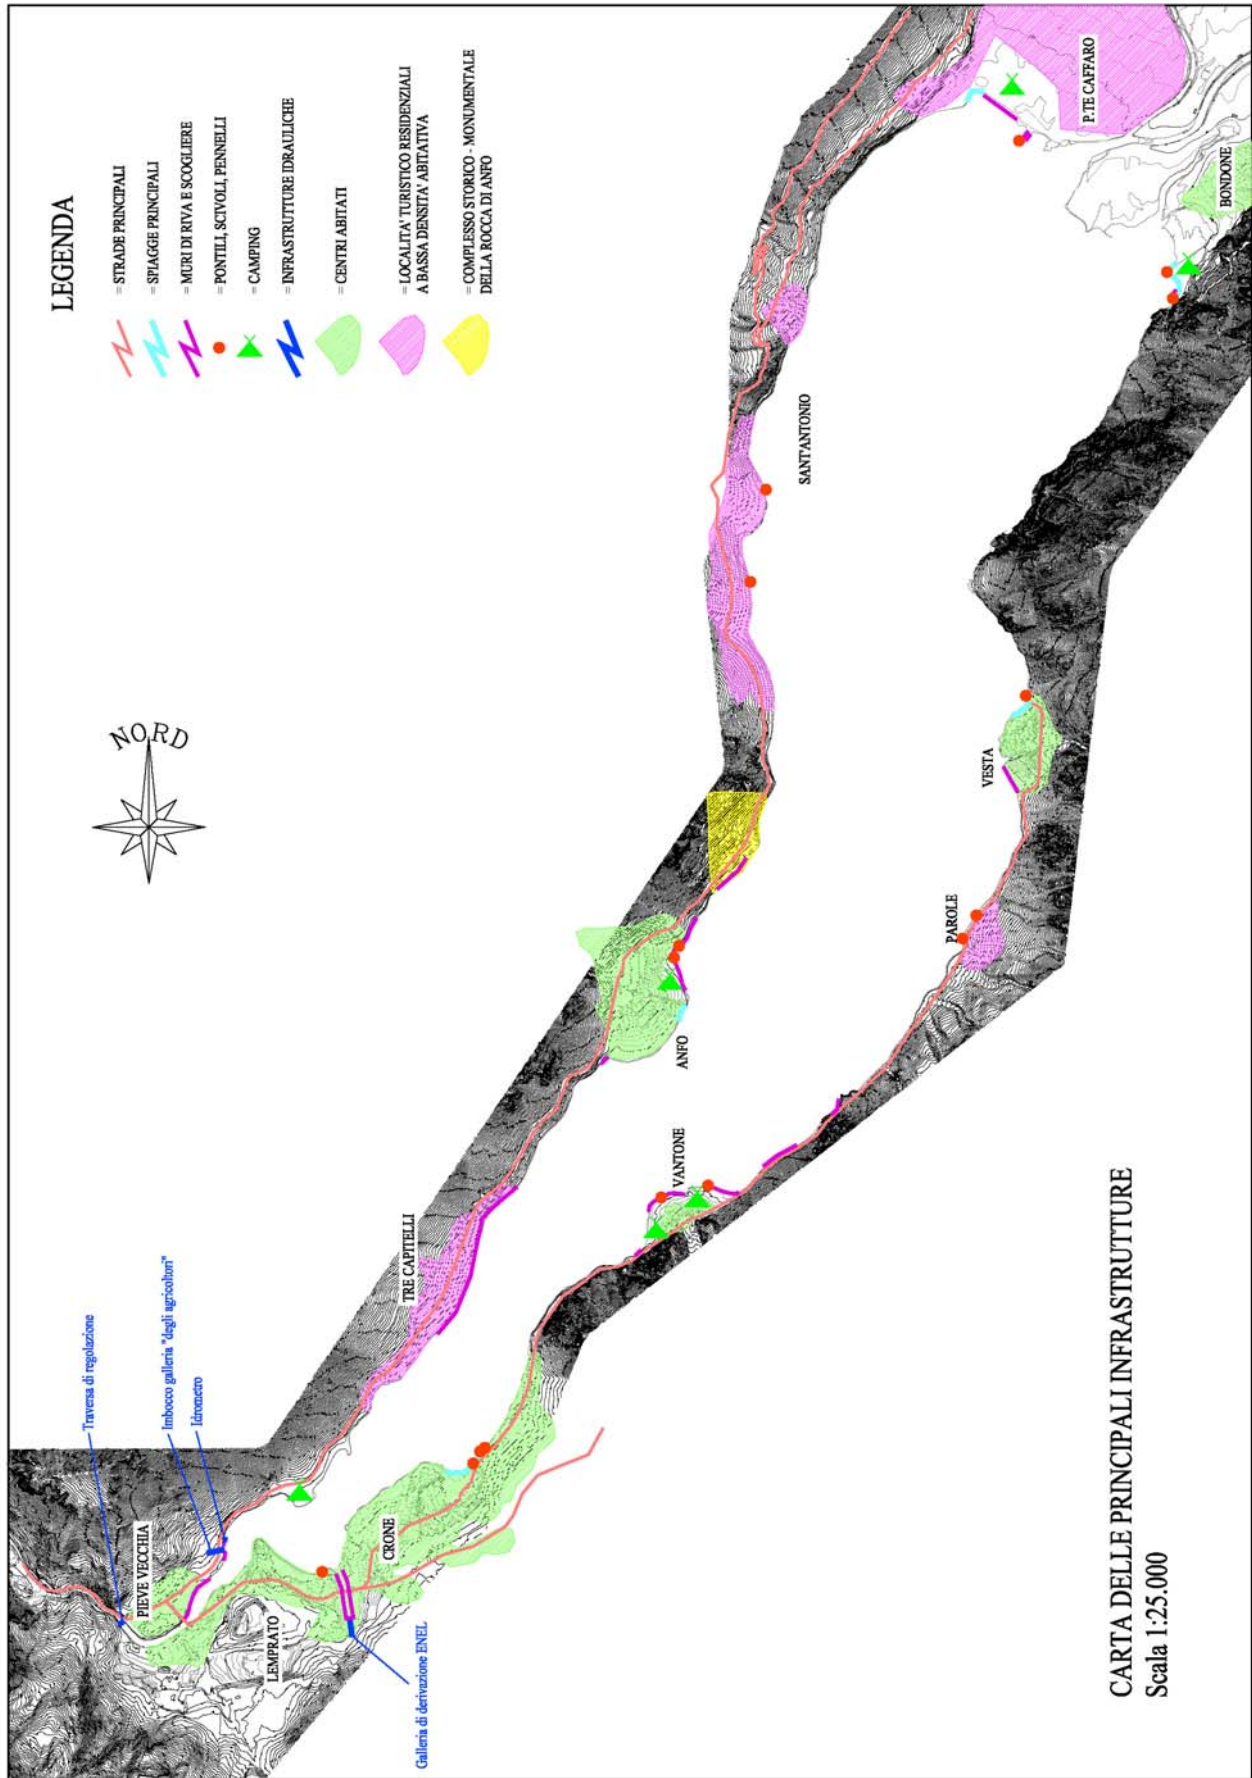 LEGENDA
= STRADE PRINCIPALI
= SPIAGGE PRINCIPALI
= MURI DI RIVA E SCOGLIERE
= PONTILI, SCIVOLI, PENNELLI
= CAMPING
= INFRASTRUTTURE IDRAULICHE
= CENTRI ABITATI
= LOCALITA' TURISTICO RESIDENZIALI
A BASSA DENSITA' ABITATIVA
= COMPLESSO STORICO - MONUMENTALE
DELLA ROCCA DI ANFO
NORD
Traversa di regolazione
Imbocco galleria "degli agricoltori"
Idrometro
PIEVE VECCHIA
TRE CAPITELLI
ANFO
SANT'ANTONIO
P.TE CAFFARO
BONDONE
LEMPRATO
CRONE
VANTONE
PAROLE
VESTA
Galleria di derivazione ENEL
CARTA DELLE PRINCIPALI INFRASTRUTTURE
Scala 1:25.000